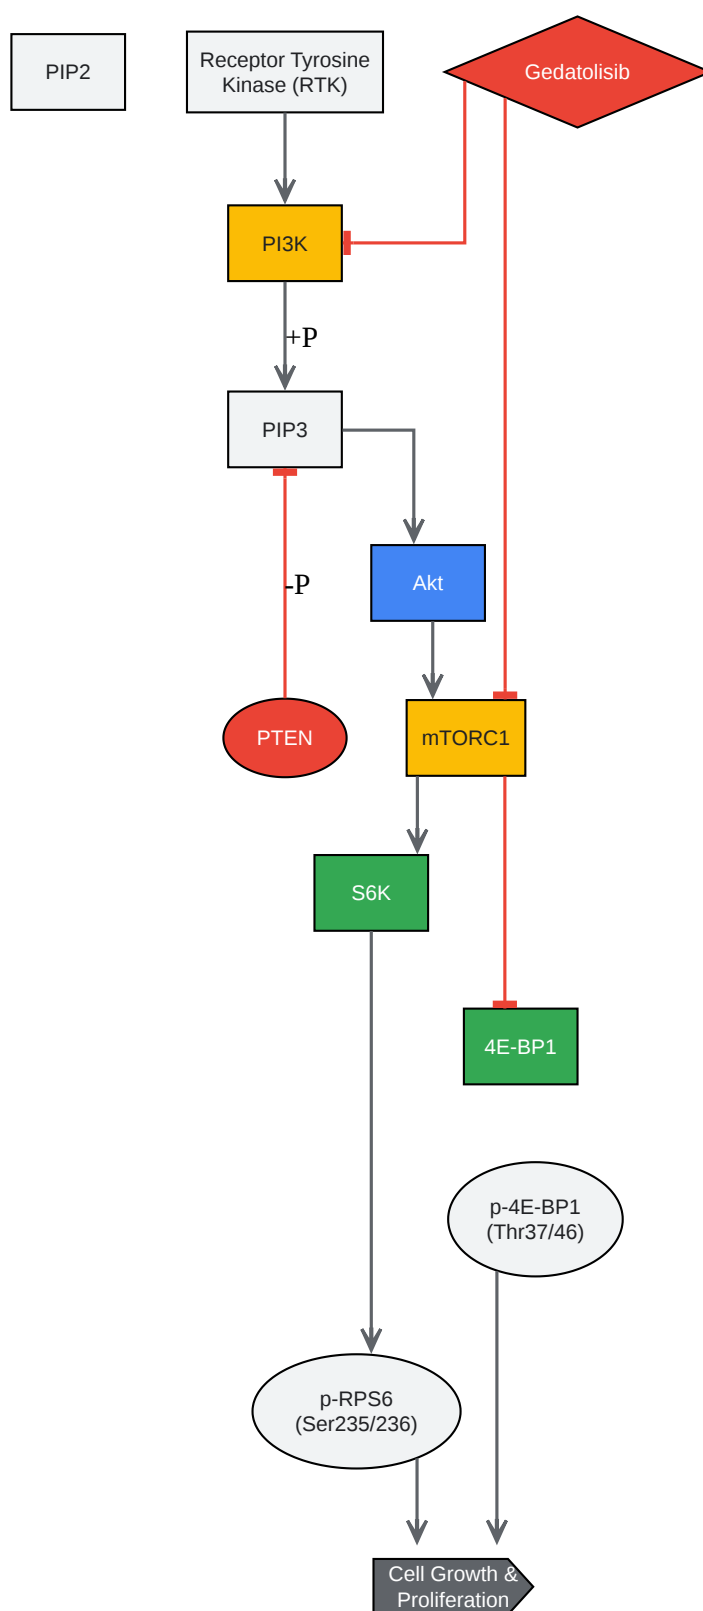 PIP2
Receptor Tyrosine
Kinase (RTK)
Gedatolisib
PI3K
+P
PIP3
Akt
-P
PTEN
mTORC1
S6K
4E-BP1
p-4E-BP1
(Thr37/46)
p-RPS6
(Ser235/236)
Cell Growth &
Proliferation